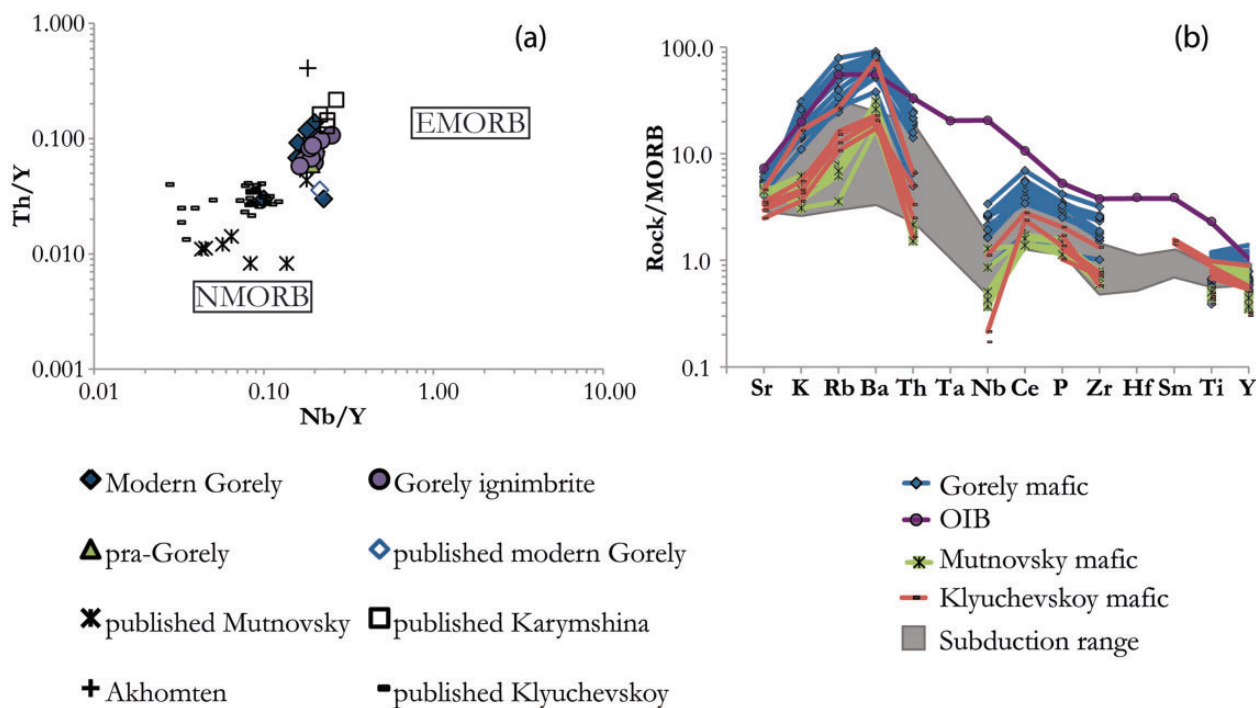 1.000
(a)
0.100
EMORB
Th/Y
0.010
NMORB
0.001
0.01
0.10
1.00
10.00
Nb/Y
100.0
(b)
10.0
Rock/MORB
1.0
0.1
Sr K Rb Ba Th Ta Nb Ce P Zr Hf Sm Ti Y
Modern Gorely
Gorely ignimbrite
pra-Gorely
published modern Gorely
published Mutnovsky
published Karymshina
Akhomten
published Klyuchevskoy
Gorely mafic
OIB
Mutnovsky mafic
Klyuchevskoy mafic
Subduction range